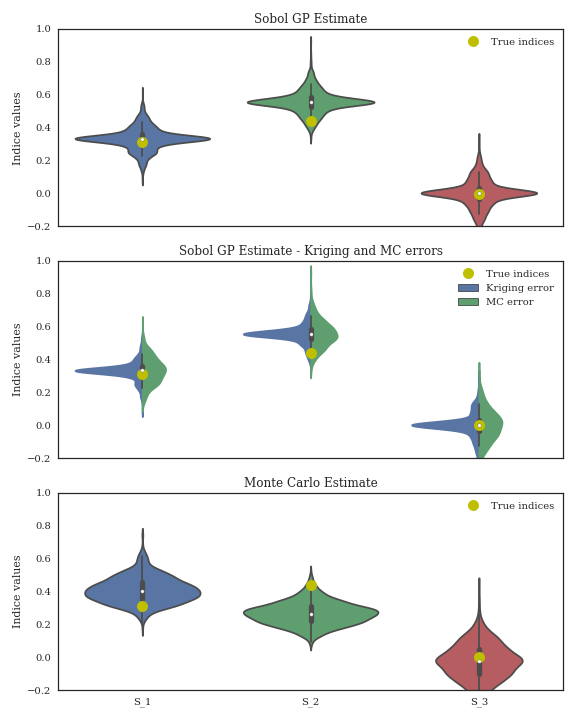 Sobol GP Estimate
1.0
0.8
0.6
0.4
0.2
0.0
−0.2
Indice values
True indices
Sobol GP Estimate - Kriging and MC errors
1.0
0.8
0.6
0.4
0.2
0.0
−0.2
Indice values
True indices
Kriging error
MC error
Monte Carlo Estimate
1.0
0.8
0.6
0.4
0.2
0.0
−0.2
Indice values
True indices
S_1 S_2 S_3